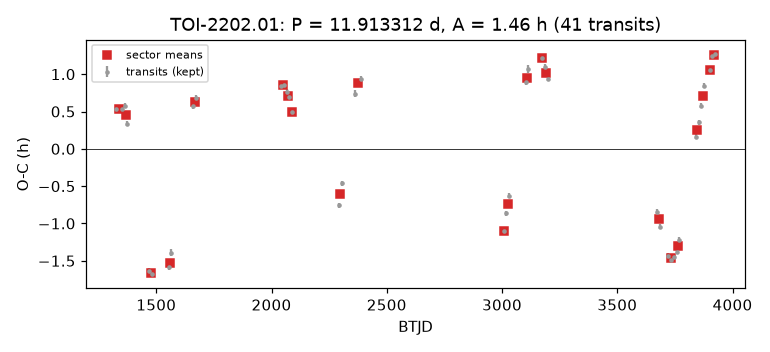 TOI-2202.01: P = 11.913312 d, A = 1.46 h (41 transits)
sector means
transits (kept)
O-C (h)
1.0
0.5
0.0
−0.5
−1.0
−1.5
1500 2000 2500 3000 3500 4000
BTJD